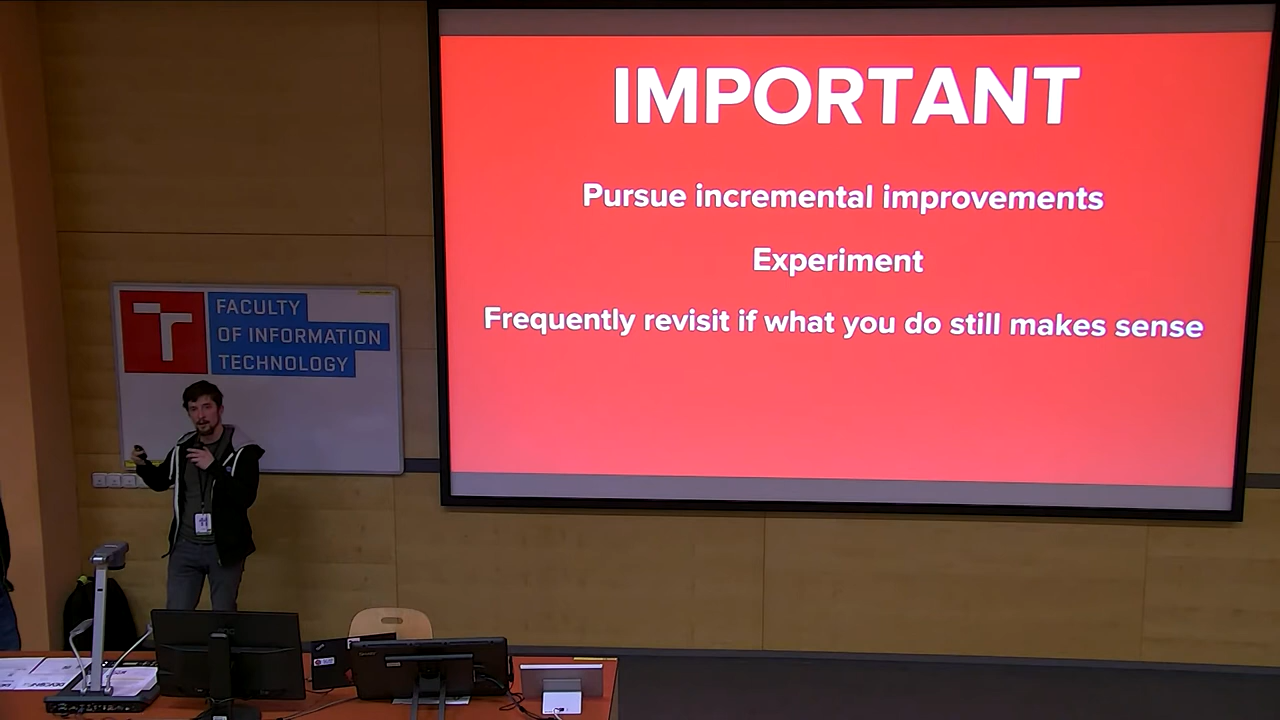 IMPORTANT
Pursue incremental improvements
Experiment
Frequently revisit if what you do still makes sense
FACULTY
OF INFORMATION
TECHNOLOGY